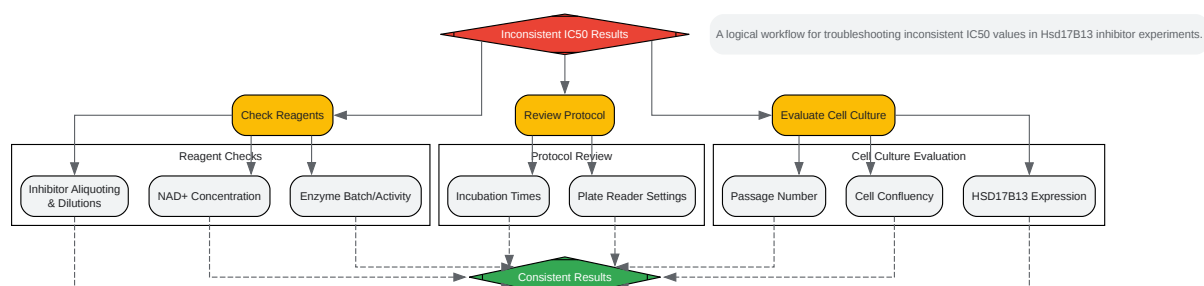 Inconsistent IC50 Results
A logical workflow for troubleshooting inconsistent IC50 values in Hsd17B13 inhibitor experiments.
Check Reagents
Review Protocol
Evaluate Cell Culture
Reagent Checks
Protocol Review
Cell Culture Evaluation
Inhibitor Aliquoting
& Dilutions
NAD+ Concentration
Enzyme Batch/Activity
Incubation Times
Plate Reader Settings
Passage Number
Cell Confluency
HSD17B13 Expression
Consistent Results